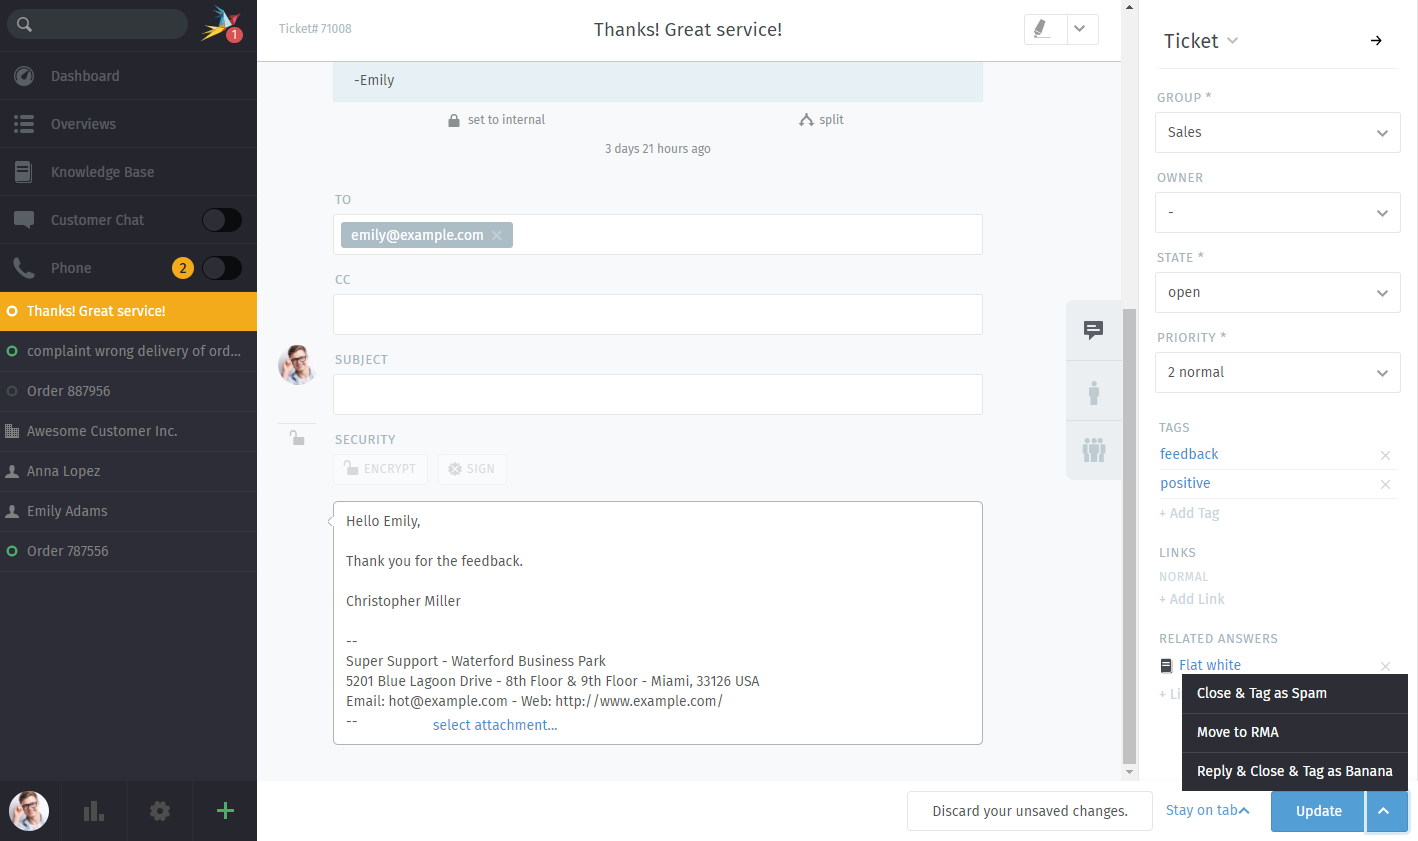 1
Dashboard
Overviews
Knowledge Base
Customer Chat
Phone
2
Thanks! Great service!
complaint wrong delivery of ord...
Order 887956
Awesome Customer Inc.
Anna Lopez
Emily Adams
Order 787556
Ticket# 71008
Thanks! Great service!
-Emily
set to internal
split
3 days 21 hours ago
TO
emily@example.com
CC
SUBJECT
SECURITY
ENCRYPT
SIGN
Hello Emily,
Thank you for the feedback.
Christopher Miller
--
Super Support - Waterford Business Park
5201 Blue Lagoon Drive - 8th Floor & 9th Floor - Miami, 33126 USA
Email: hot@example.com - Web: http://www.example.com/
--
select attachment...
Ticket
GROUP *
Sales
OWNER
-
STATE *
open
PRIORITY *
2 normal
TAGS
feedback
positive
+ Add Tag
LINKS
NORMAL
+ Add Link
RELATED ANSWERS
Flat white
Close & Tag as Spam
Move to RMA
Reply & Close & Tag as Banana
Discard your unsaved changes.
Stay on tab
Update